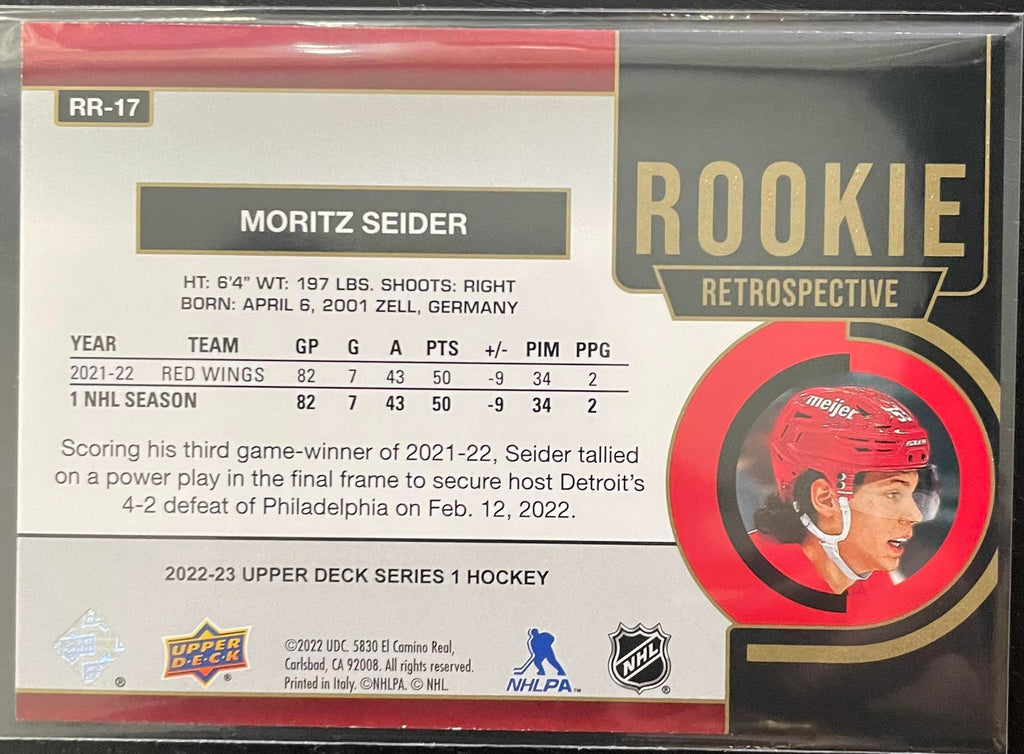 RR-17
ROOKIE
RETROSPECTIVE
MORITZ SEIDER
HT: 6'4" WT: 197 LBS. SHOOTS: RIGHT
BORN: APRIL 6, 2001 ZELL, GERMANY
YEAR TEAM GP G A PTS +/- PIM PPG
2021-22 RED WINGS 82 7 43 50 -9 34 2
1 NHL SEASON 82 7 43 50 -9 34 2
Scoring his third game-winner of 2021-22, Seider tallied
on a power play in the final frame to secure host Detroit's
4-2 defeat of Philadelphia on Feb. 12, 2022.
meijer
2022-23 UPPER DECK SERIES 1 HOCKEY
®
UPPER
D·E·C·K
®
©2022 UDC. 5830 El Camino Real,
Carlsbad, CA 92008. All rights reserved.
Printed in Italy. ©NHLPA. © NHL.
NHLPA™
NHL
®